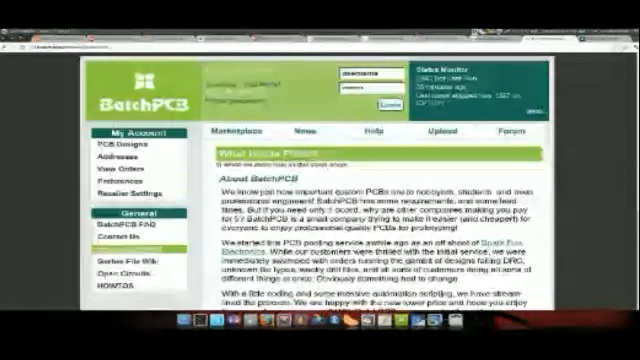 BatchPCB
Login
Status Monitor
My Account
PCB Designs
Addresses
View Orders
Preferences
Reseller Settings
General
BatchPCB FAQ
Contact Us
Gerber File Wiki
Open Circuits
HOWTOs
Marketplace News Help Upload Forum
About BatchPCB
We know just how important custom PCBs are to hobbyists, students, and even
professional engineers! BatchPCB has some requirements, and some lead
times. But if you need only 1 board, why are other companies making you pay
for 5? BatchPCB is a small company trying to make it easier (and cheaper!) for
everyone to enjoy professional quality PCBs for prototyping!
We started this PCB pooling service awhile ago as an off shoot of Spark Fun
Electronics. While our customers were thrilled with the initial service, we were
immediately swamped with orders running the gambit of designs failing DRC,
unknown file types, wacky drill files, and all sorts of customers doing all sorts of
different things at once. Obviously something had to change.
With a little coding and some massive automation scripting, we have stream
lined the problem. We are happy with the new lower price and hope you enjoy